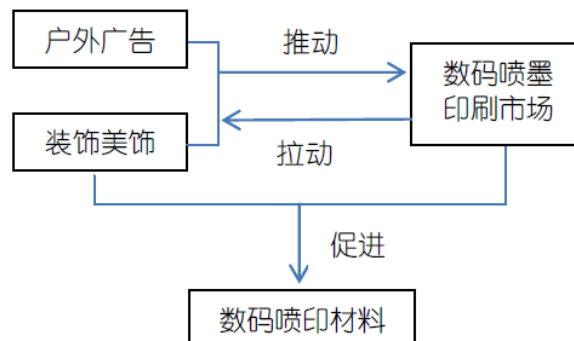 户外广告
推动
数码喷墨
印刷市场
装饰美饰
拉动
促进
数码喷印材料